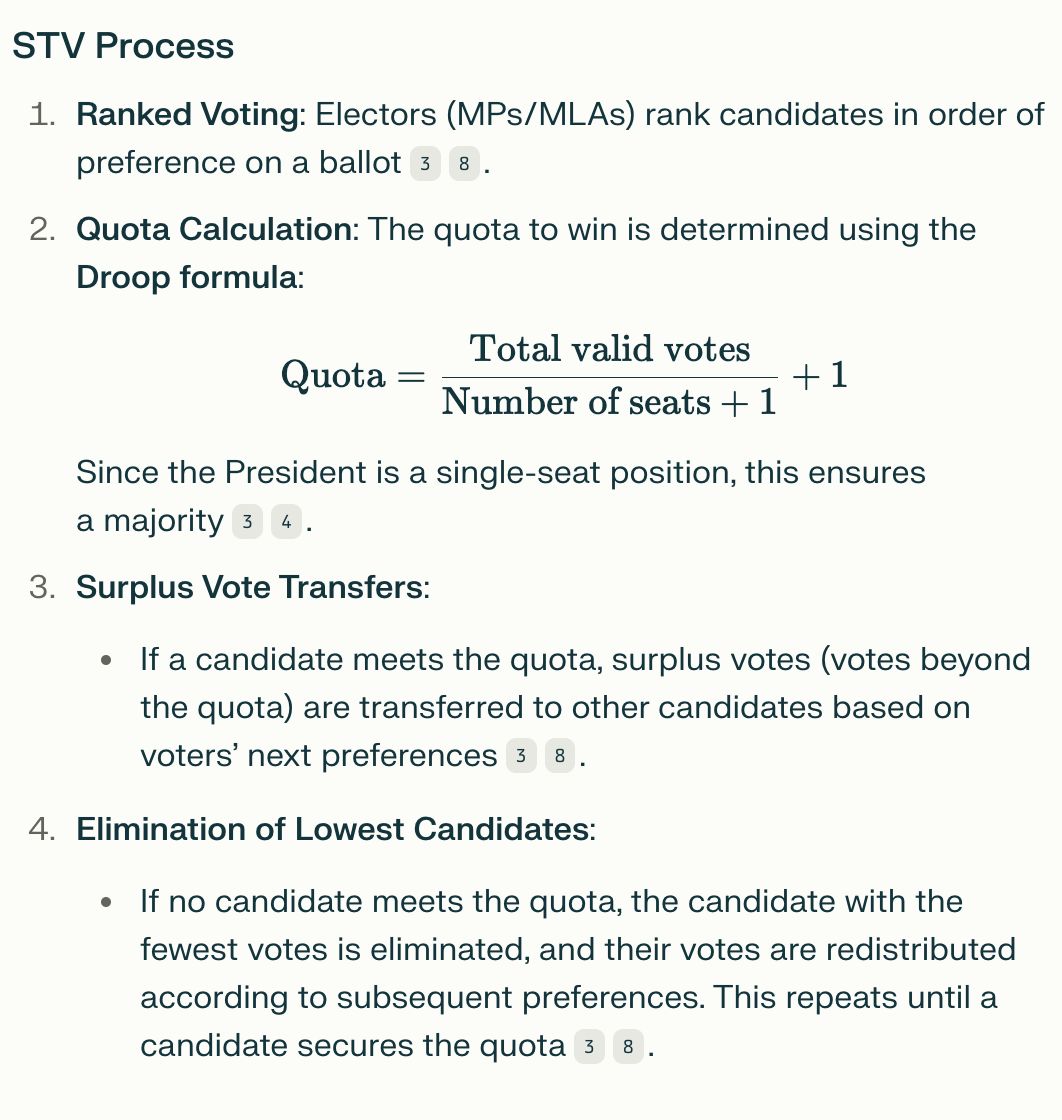 STV Process
1. Ranked Voting: Electors (MPs/MLAs) rank candidates in order of
preference on a ballot 3 8 .
2. Quota Calculation: The quota to win is determined using the
Droop formula:
Quota = Total valid votes / Number of seats + 1 + 1
Since the President is a single-seat position, this ensures
a majority 3 4 .
3. Surplus Vote Transfers:
• If a candidate meets the quota, surplus votes (votes beyond
the quota) are transferred to other candidates based on
voters’ next preferences 3 8 .
4. Elimination of Lowest Candidates:
• If no candidate meets the quota, the candidate with the
fewest votes is eliminated, and their votes are redistributed
according to subsequent preferences. This repeats until a
candidate secures the quota 3 8 .